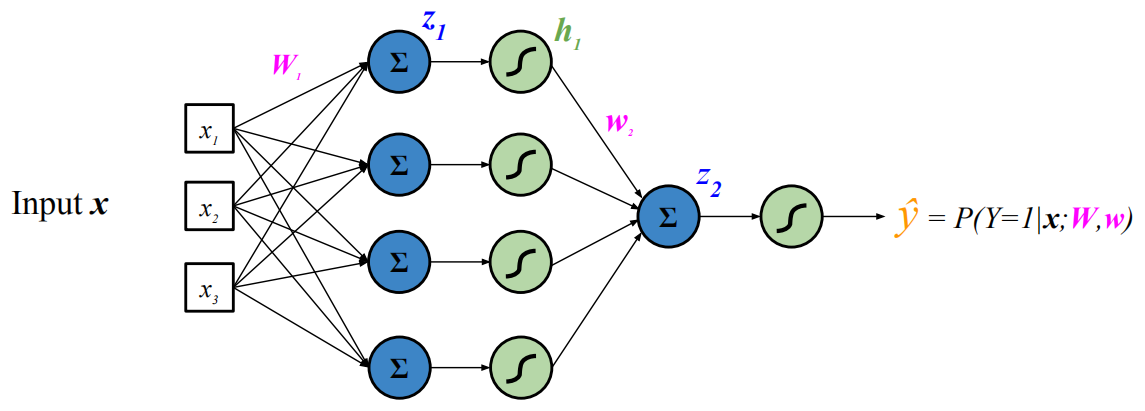 z₁
h₁
W₁
Σ
x₁
w₂
Σ
z₂
Input x
x₂
Σ
ŷ = P(Y=1|x;W,w)
Σ
x₃
Σ